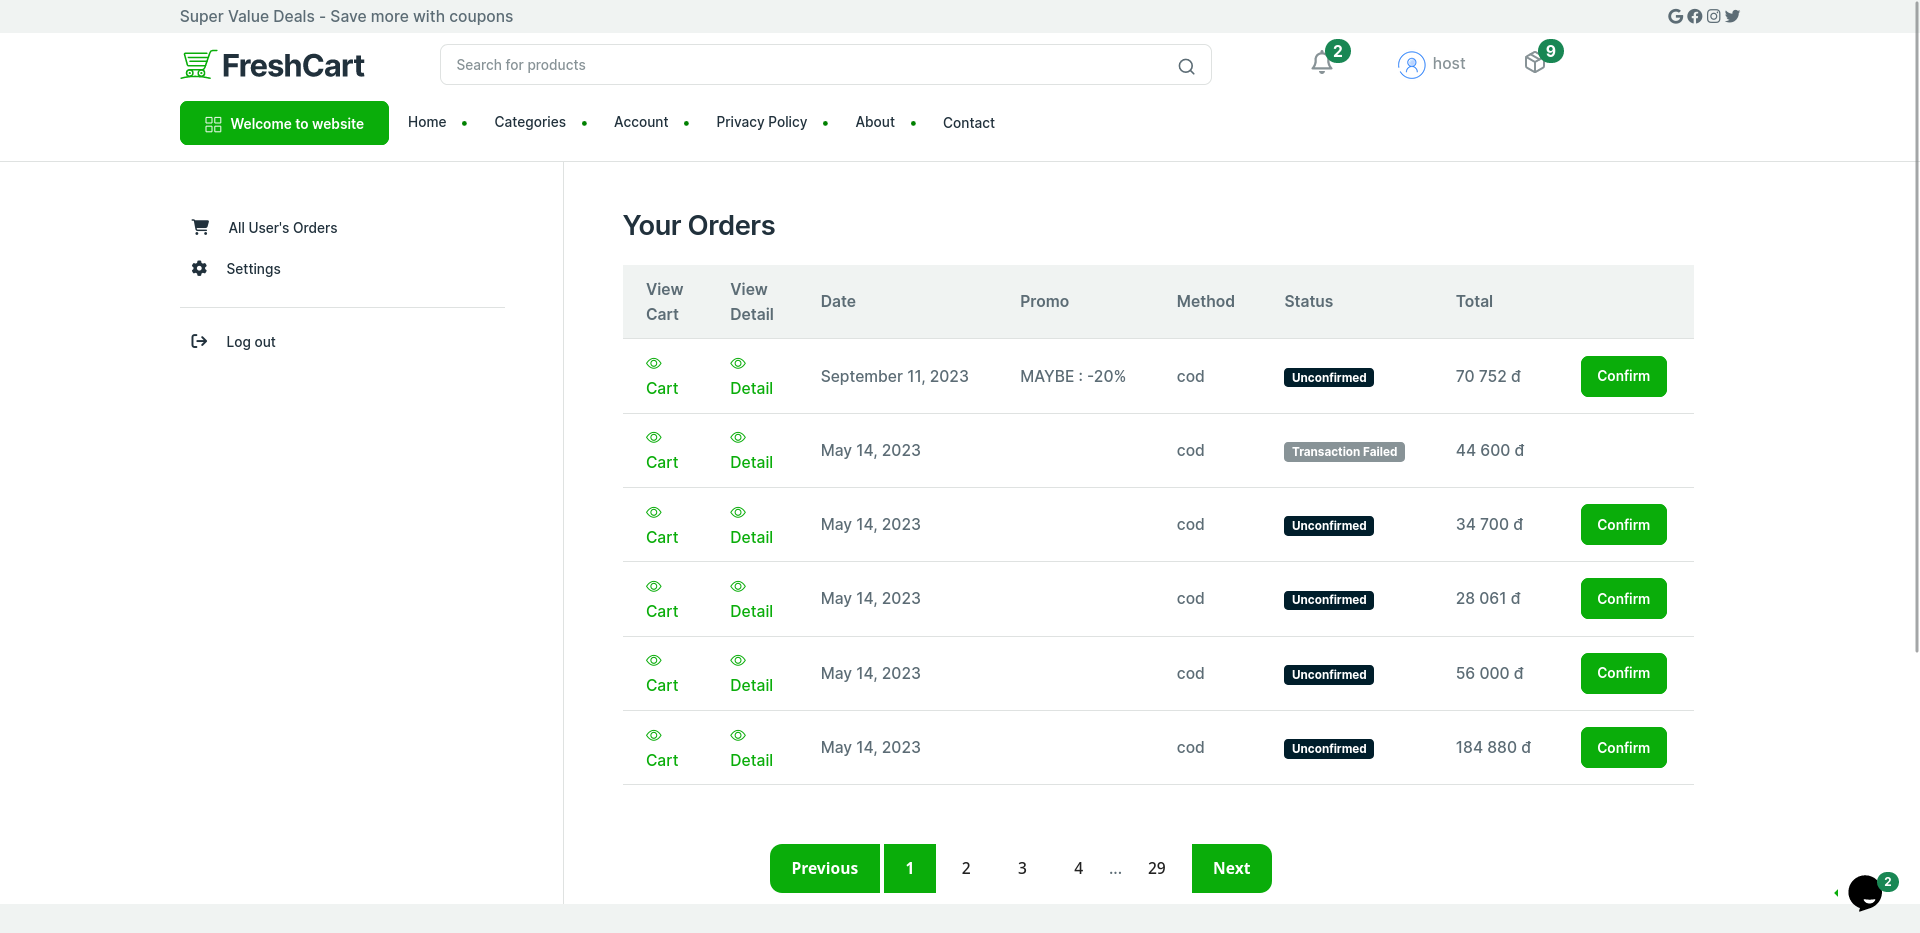 Super Value Deals - Save more with coupons
FreshCart
Search for products
2
host
9
Welcome to website
Home • Categories • Account • Privacy Policy • About • Contact
All User's Orders
Settings
Log out
Your Orders
View Cart View Detail Date Promo Method Status Total
Cart Detail September 11, 2023 MAYBE : -20% cod Unconfirmed 70 752 đ Confirm
Cart Detail May 14, 2023 cod Transaction Failed 44 600 đ
Cart Detail May 14, 2023 cod Unconfirmed 34 700 đ Confirm
Cart Detail May 14, 2023 cod Unconfirmed 28 061 đ Confirm
Cart Detail May 14, 2023 cod Unconfirmed 56 000 đ Confirm
Cart Detail May 14, 2023 cod Unconfirmed 184 880 đ Confirm
Previous 1 2 3 4 ... 29 Next
2